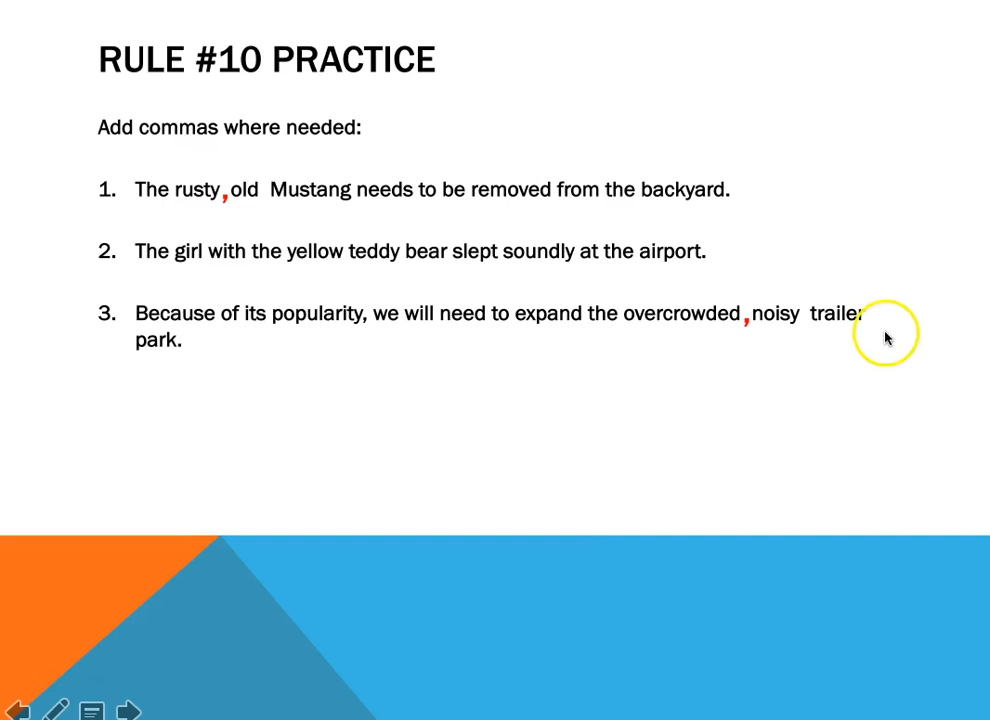 RULE #10 PRACTICE
Add commas where needed:
1. The rusty, old Mustang needs to be removed from the backyard.
2. The girl with the yellow teddy bear slept soundly at the airport.
3. Because of its popularity, we will need to expand the overcrowded, noisy trailer
park.